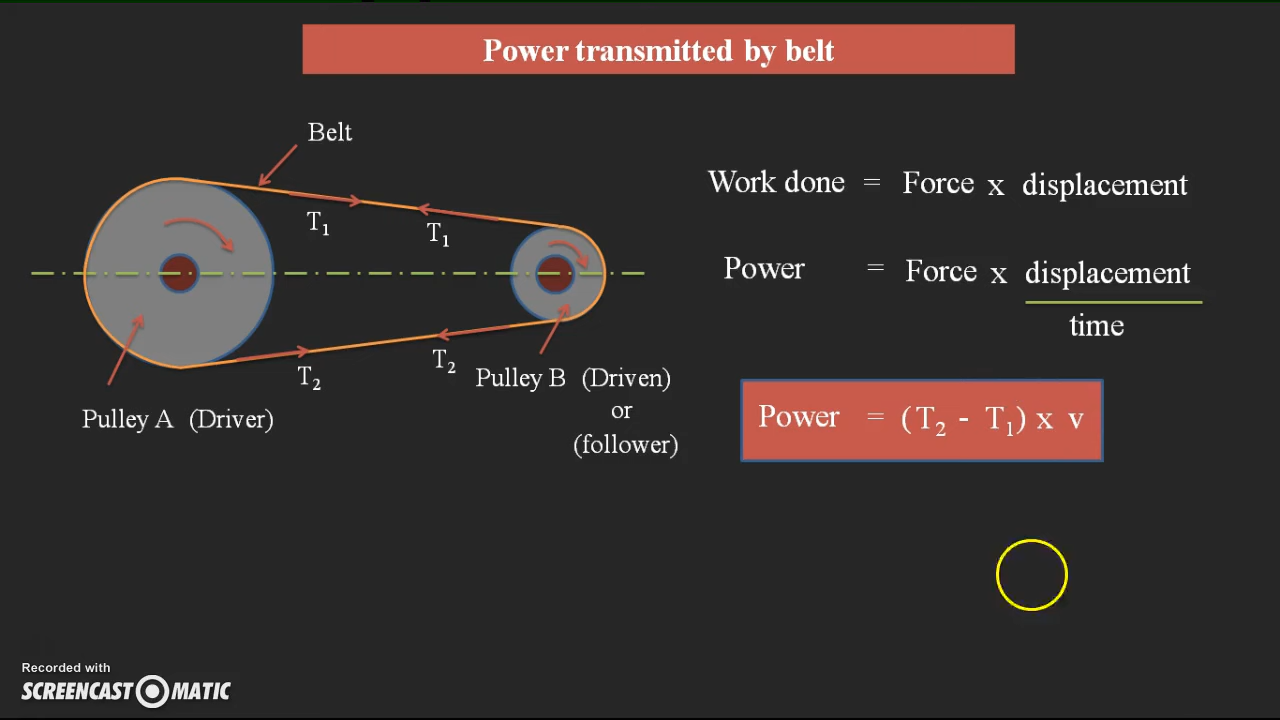 Power transmitted by belt
Belt
T₁
T₁
T₂
T₂
Pulley A (Driver)
Pulley B (Driven)
or
(follower)
Work done = Force x displacement
Power = Force x displacement
time
Power = (T₂ - T₁) x v
Recorded with
SCREENCAST-O-MATIC